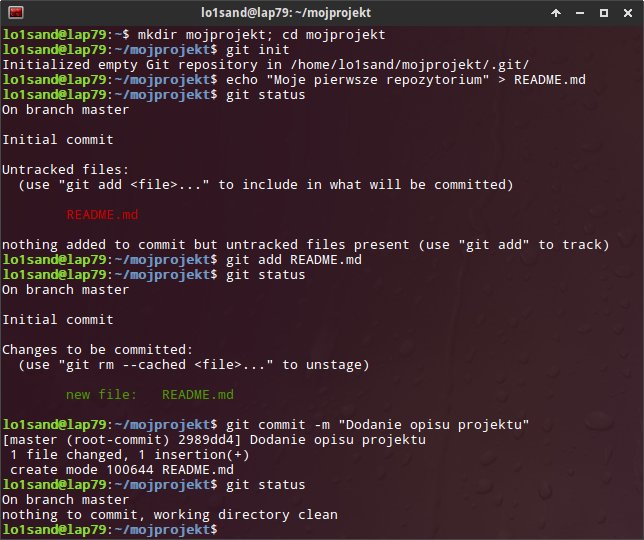 lo1sand@lap79: ~/mojprojekt
lo1sand@lap79:~$ mkdir mojprojekt; cd mojprojekt
lo1sand@lap79:~/mojprojekt$ git init
Initialized empty Git repository in /home/lo1sand/mojprojekt/.git/
lo1sand@lap79:~/mojprojekt$ echo "Moje pierwsze repozytorium" > README.md
lo1sand@lap79:~/mojprojekt$ git status
On branch master
Initial commit
Untracked files:
  (use "git add <file>..." to include in what will be committed)
        README.md
nothing added to commit but untracked files present (use "git add" to track)
lo1sand@lap79:~/mojprojekt$ git add README.md
lo1sand@lap79:~/mojprojekt$ git status
On branch master
Initial commit
Changes to be committed:
  (use "git rm --cached <file>..." to unstage)
        new file:   README.md
lo1sand@lap79:~/mojprojekt$ git commit -m "Dodanie opisu projektu"
[master (root-commit) 2989dd4] Dodanie opisu projektu
 1 file changed, 1 insertion(+)
 create mode 100644 README.md
lo1sand@lap79:~/mojprojekt$ git status
On branch master
nothing to commit, working directory clean
lo1sand@lap79:~/mojprojekt$